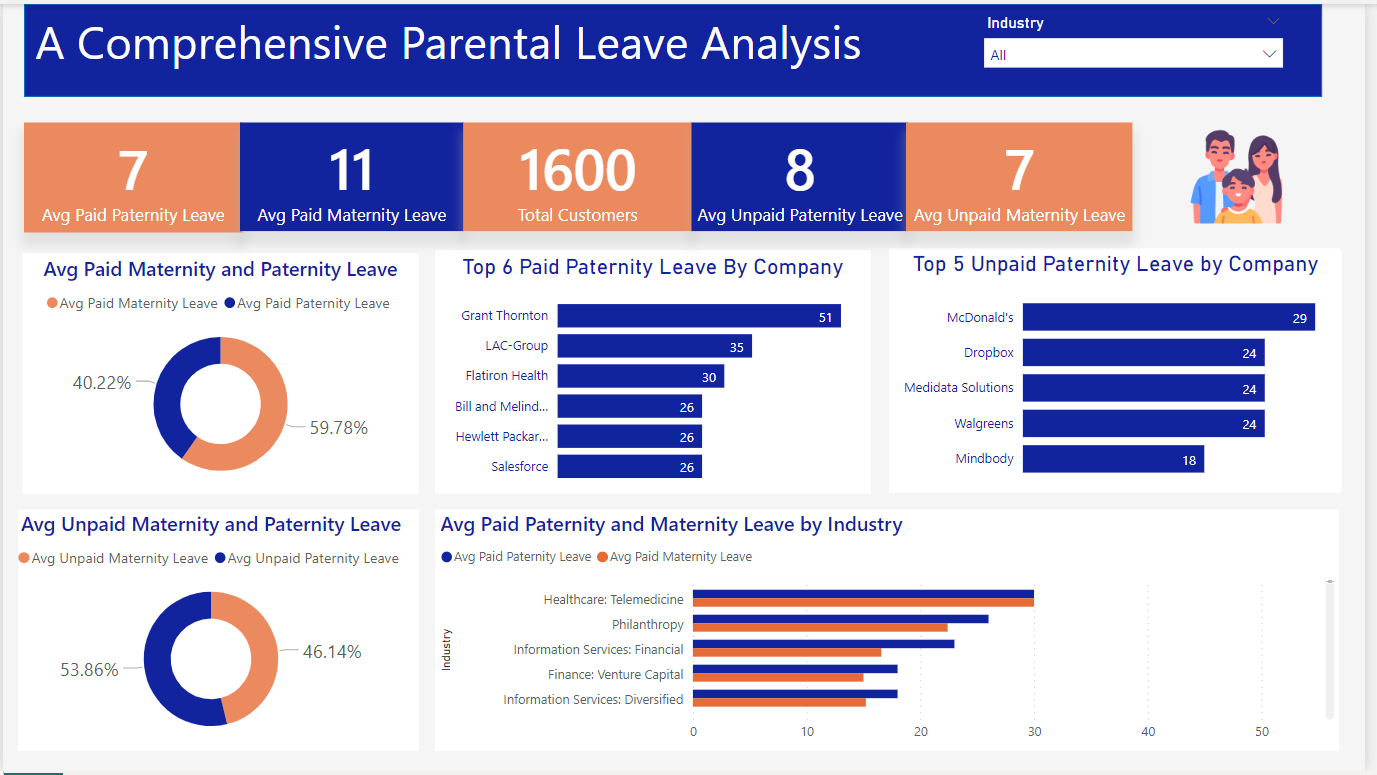 A Comprehensive Parental Leave Analysis
Industry
All
7
Avg Paid Paternity Leave
11
Avg Paid Maternity Leave
1600
Total Customers
8
Avg Unpaid Paternity Leave
7
Avg Unpaid Maternity Leave
Avg Paid Maternity and Paternity Leave
Avg Paid Maternity Leave Avg Paid Paternity Leave
40.22%
59.78%
Top 6 Paid Paternity Leave By Company
Grant Thornton 51
LAC-Group 35
Flatiron Health 30
Bill and Melind... 26
Hewlett Packar... 26
Salesforce 26
Top 5 Unpaid Paternity Leave by Company
McDonald's 29
Dropbox 24
Medidata Solutions 24
Walgreens 24
Mindbody 18
Avg Unpaid Maternity and Paternity Leave
Avg Unpaid Maternity Leave Avg Unpaid Paternity Leave
53.86%
46.14%
Avg Paid Paternity and Maternity Leave by Industry
Avg Paid Paternity Leave Avg Paid Maternity Leave
Industry
Healthcare: Telemedicine
Philanthropy
Information Services: Financial
Finance: Venture Capital
Information Services: Diversified
0 10 20 30 40 50